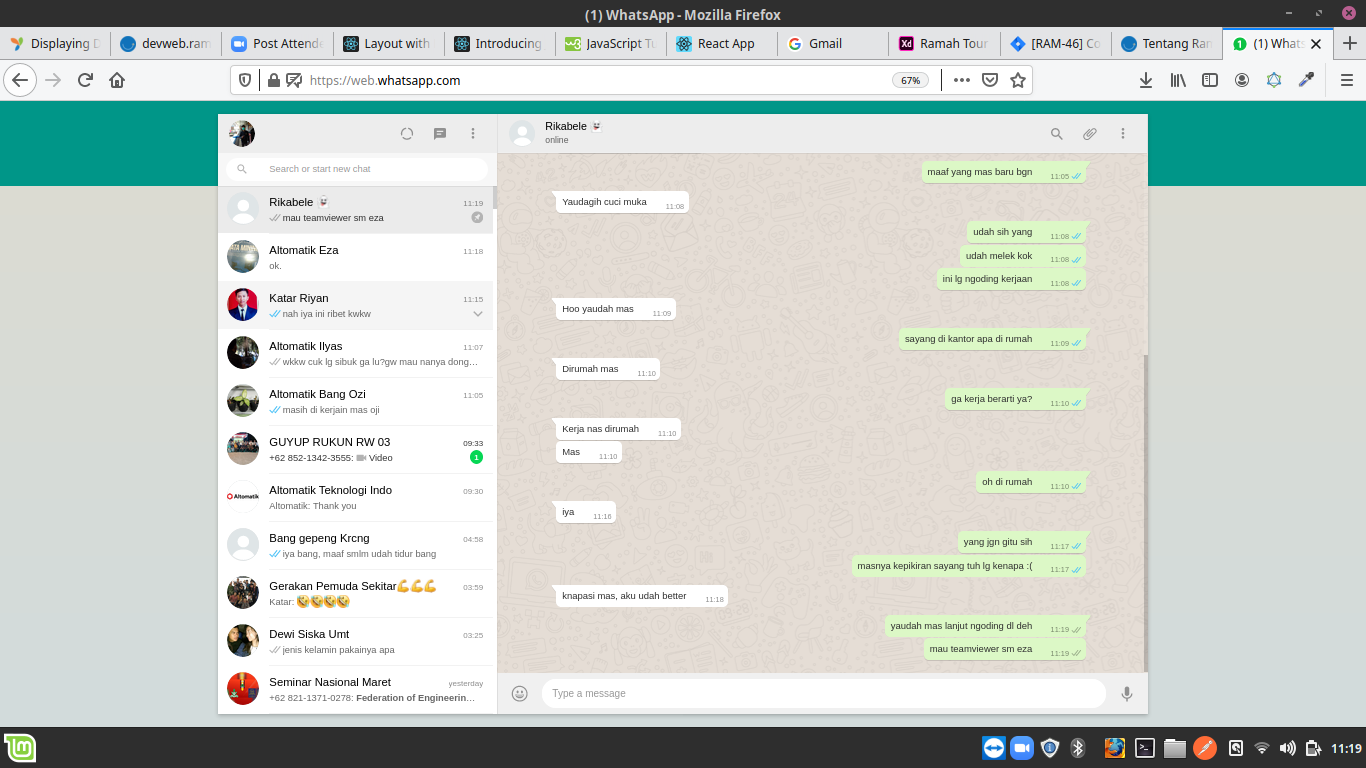 (1) WhatsApp - Mozilla Firefox
Displaying D
devweb.ram
Post Attende
Layout with
Introducing
JavaScript Tu
React App
Gmail
Xd Ramah Tour
[RAM-46] Co
Tentang Ram
1 (1) Whats
https://web.whatsapp.com
67%
Search or start new chat
Rikabele 👻 11:19
mau teamviewer sm eza
Altomatik Eza 11:18
ok.
Katar Riyan 11:15
nah iya ini ribet kwkw
Altomatik Ilyas 11:07
wkkw cuk lg sibuk ga lu?gw mau nanya dong…
Altomatik Bang Ozi 11:05
masih di kerjain mas oji
GUYUP RUKUN RW 03 09:33
+62 852-1342-3555: Video 1
Altomatik
Altomatik Teknologi Indo 09:30
Altomatik: Thank you
Bang gepeng Krcng 04:58
iya bang, maaf smlm udah tidur bang
Gerakan Pemuda Sekitar💪💪💪 03:59
Katar: 🤣🤣🤣🤣
Dewi Siska Umt 03:25
jenis kelamin pakainya apa
Seminar Nasional Maret yesterday
+62 821-1371-0278: Federation of Engineerin…
Rikabele 👻
online
maaf yang mas baru bgn 11:05
Yaudagih cuci muka 11:08
udah sih yang 11:08
udah melek kok 11:08
ini lg ngoding kerjaan 11:08
Hoo yaudah mas 11:09
sayang di kantor apa di rumah 11:09
Dirumah mas 11:10
ga kerja berarti ya? 11:10
Kerja nas dirumah 11:10
Mas 11:10
oh di rumah 11:10
iya 11:16
yang jgn gitu sih 11:17
masnya kepikiran sayang tuh lg kenapa :( 11:17
knapasi mas, aku udah better 11:18
yaudah mas lanjut ngoding dl deh 11:19
mau teamviewer sm eza 11:19
Type a message
11:19